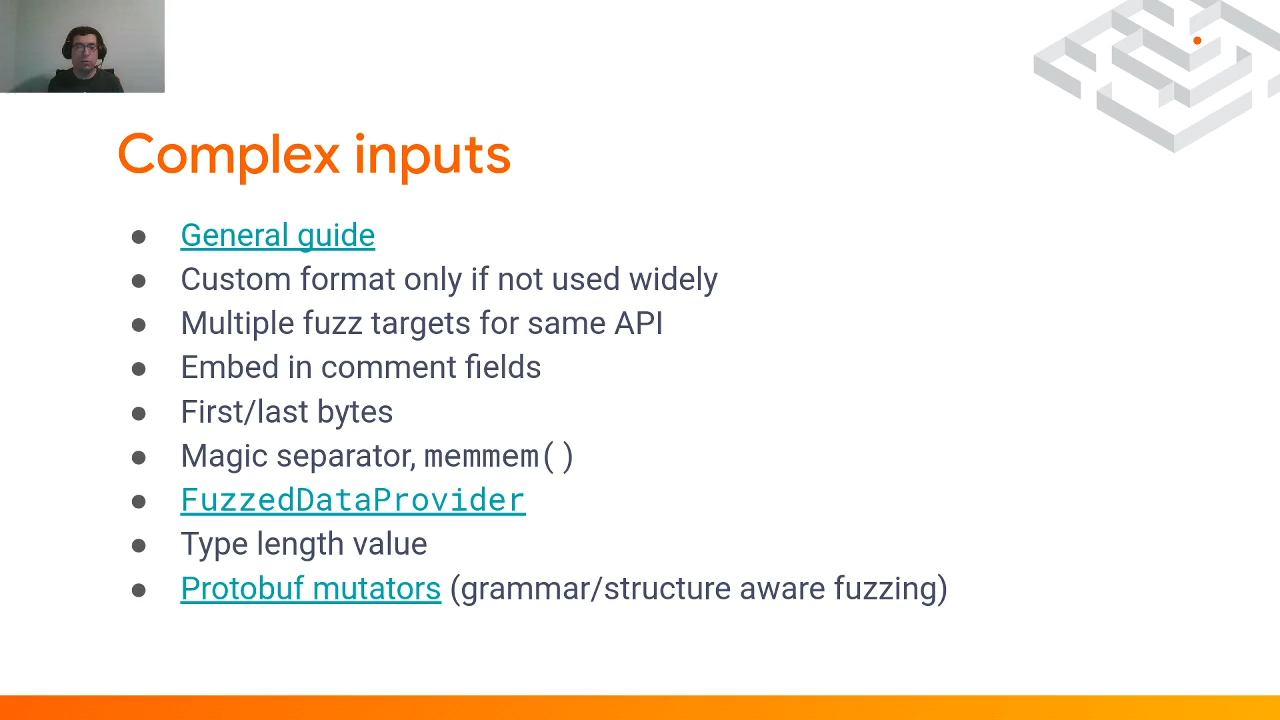 Complex inputs
● General guide
● Custom format only if not used widely
● Multiple fuzz targets for same API
● Embed in comment fields
● First/last bytes
● Magic separator, memmem()
● FuzzedDataProvider
● Type length value
● Protobuf mutators (grammar/structure aware fuzzing)